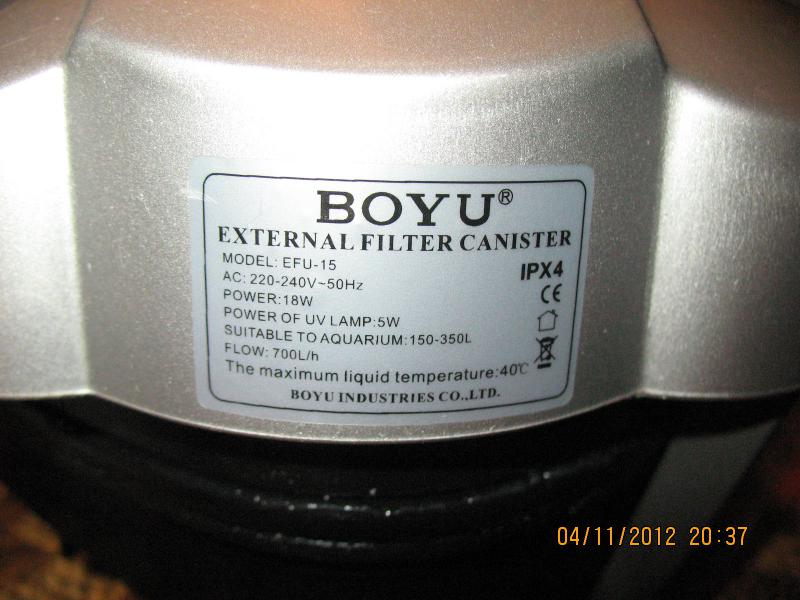 BOYU®
EXTERNAL FILTER CANISTER
MODEL: EFU-15
AC: 220-240V~50Hz
POWER:18W
POWER OF UV LAMP:5W
SUITABLE TO AQUARIUM:150-350L
FLOW: 700L/h
The maximum liquid temperature:40℃
BOYU INDUSTRIES CO.,LTD.
IPX4
CE
04/11/2012 20:37